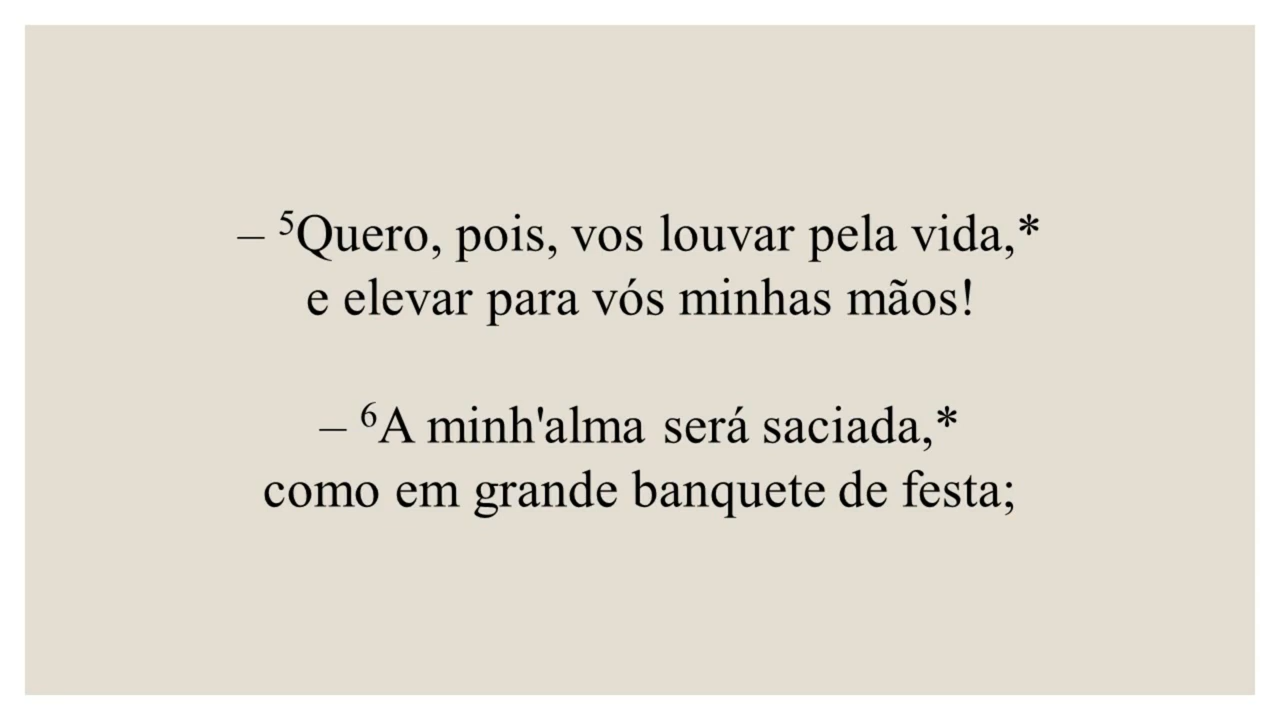 – ⁵Quero, pois, vos louvar pela vida,*
e elevar para vós minhas mãos!
– ⁶A minh'alma será saciada,*
como em grande banquete de festa;